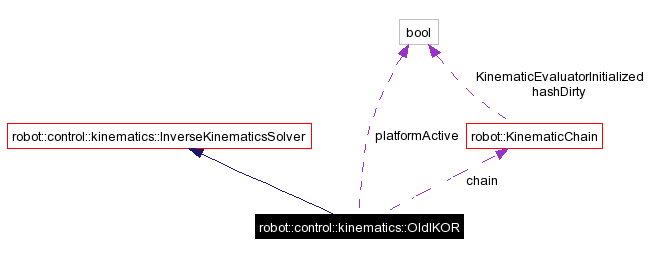 bool
KinematicEvaluatorInitialized
hashDirty
robot::control::kinematics::InverseKinematicsSolver
platformActive
robot::KinematicChain
chain
robot::control::kinematics::OldIKOR